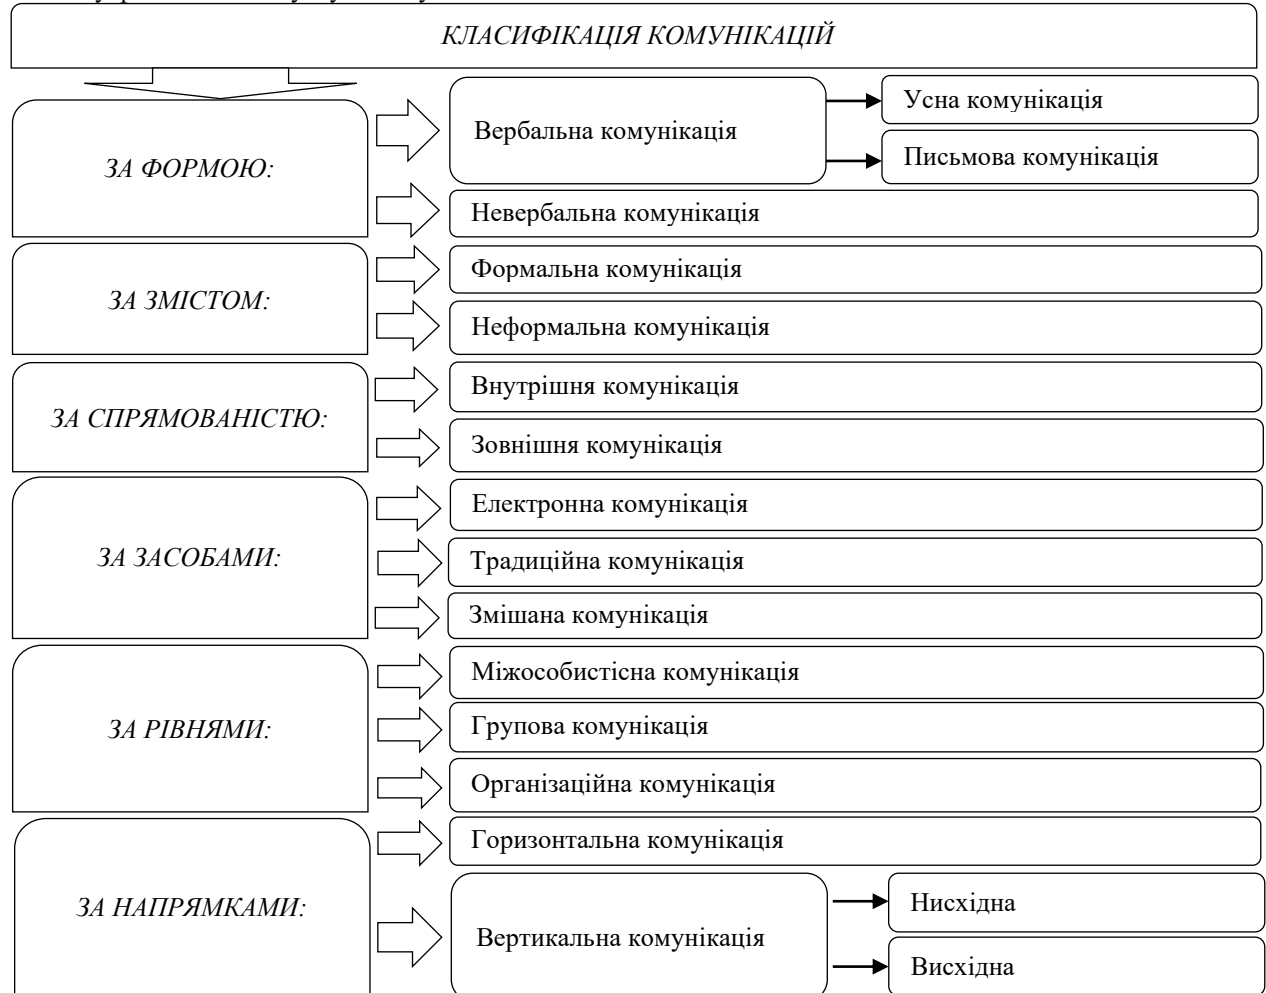 КЛАСИФІКАЦІЯ КОМУНІКАЦІЙ
ЗА ФОРМОЮ:
Вербальна комунікація
Усна комунікація
Письмова комунікація
Невербальна комунікація
ЗА ЗМІСТОМ:
Формальна комунікація
Неформальна комунікація
ЗА СПРЯМОВАНІСТЮ:
Внутрішня комунікація
Зовнішня комунікація
ЗА ЗАСОБАМИ:
Електронна комунікація
Традиційна комунікація
Змішана комунікація
ЗА РІВНЯМИ:
Міжособистісна комунікація
Групова комунікація
Організаційна комунікація
ЗА НАПРЯМКАМИ:
Горизонтальна комунікація
Вертикальна комунікація
Нисхідна
Висхідна